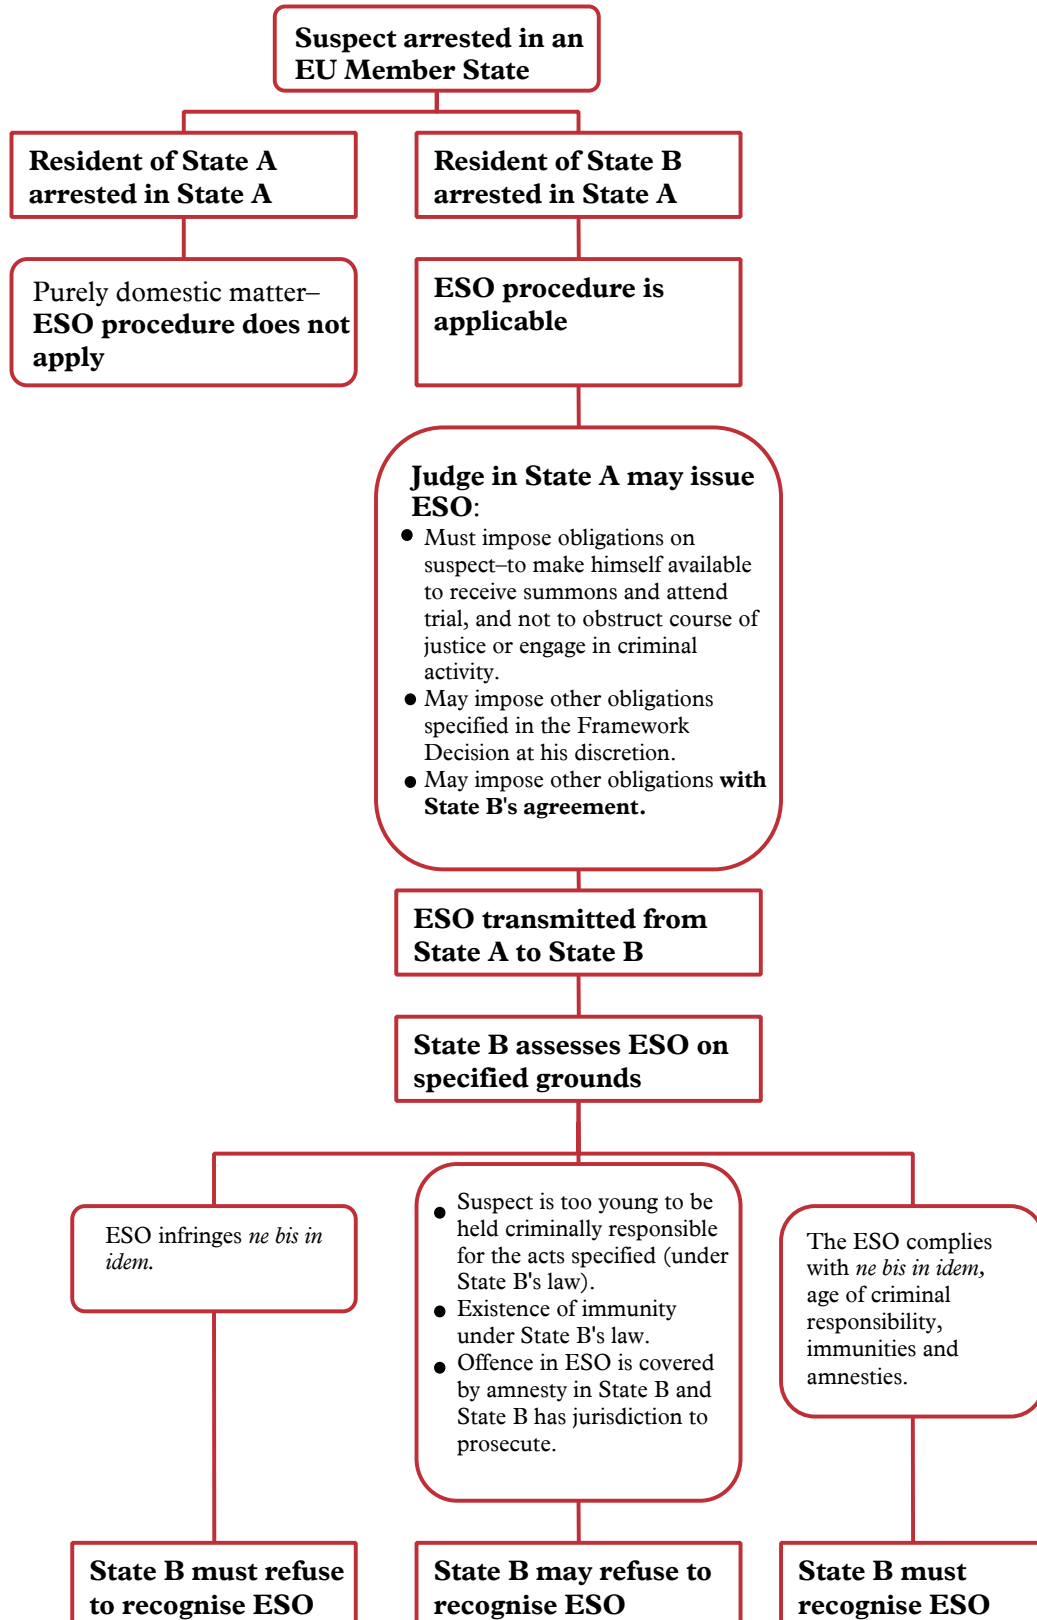 Suspect arrested in an
EU Member State
Resident of State A
arrested in State A
Resident of State B
arrested in State A
Purely domestic matter–
ESO procedure does not
apply
ESO procedure is
applicable
Judge in State A may issue
ESO:
• Must impose obligations on
suspect–to make himself available
to receive summons and attend
trial, and not to obstruct course of
justice or engage in criminal
activity.
• May impose other obligations
specified in the Framework
Decision at his discretion.
• May impose other obligations with
State B's agreement.
ESO transmitted from
State A to State B
State B assesses ESO on
specified grounds
ESO infringes ne bis in
idem.
• Suspect is too young to be
held criminally responsible
for the acts specified (under
State B's law).
• Existence of immunity
under State B's law.
• Offence in ESO is covered
by amnesty in State B and
State B has jurisdiction to
prosecute.
The ESO complies
with ne bis in idem,
age of criminal
responsibility,
immunities and
amnesties.
State B must refuse
to recognise ESO
State B may refuse to
recognise ESO
State B must
recognise ESO